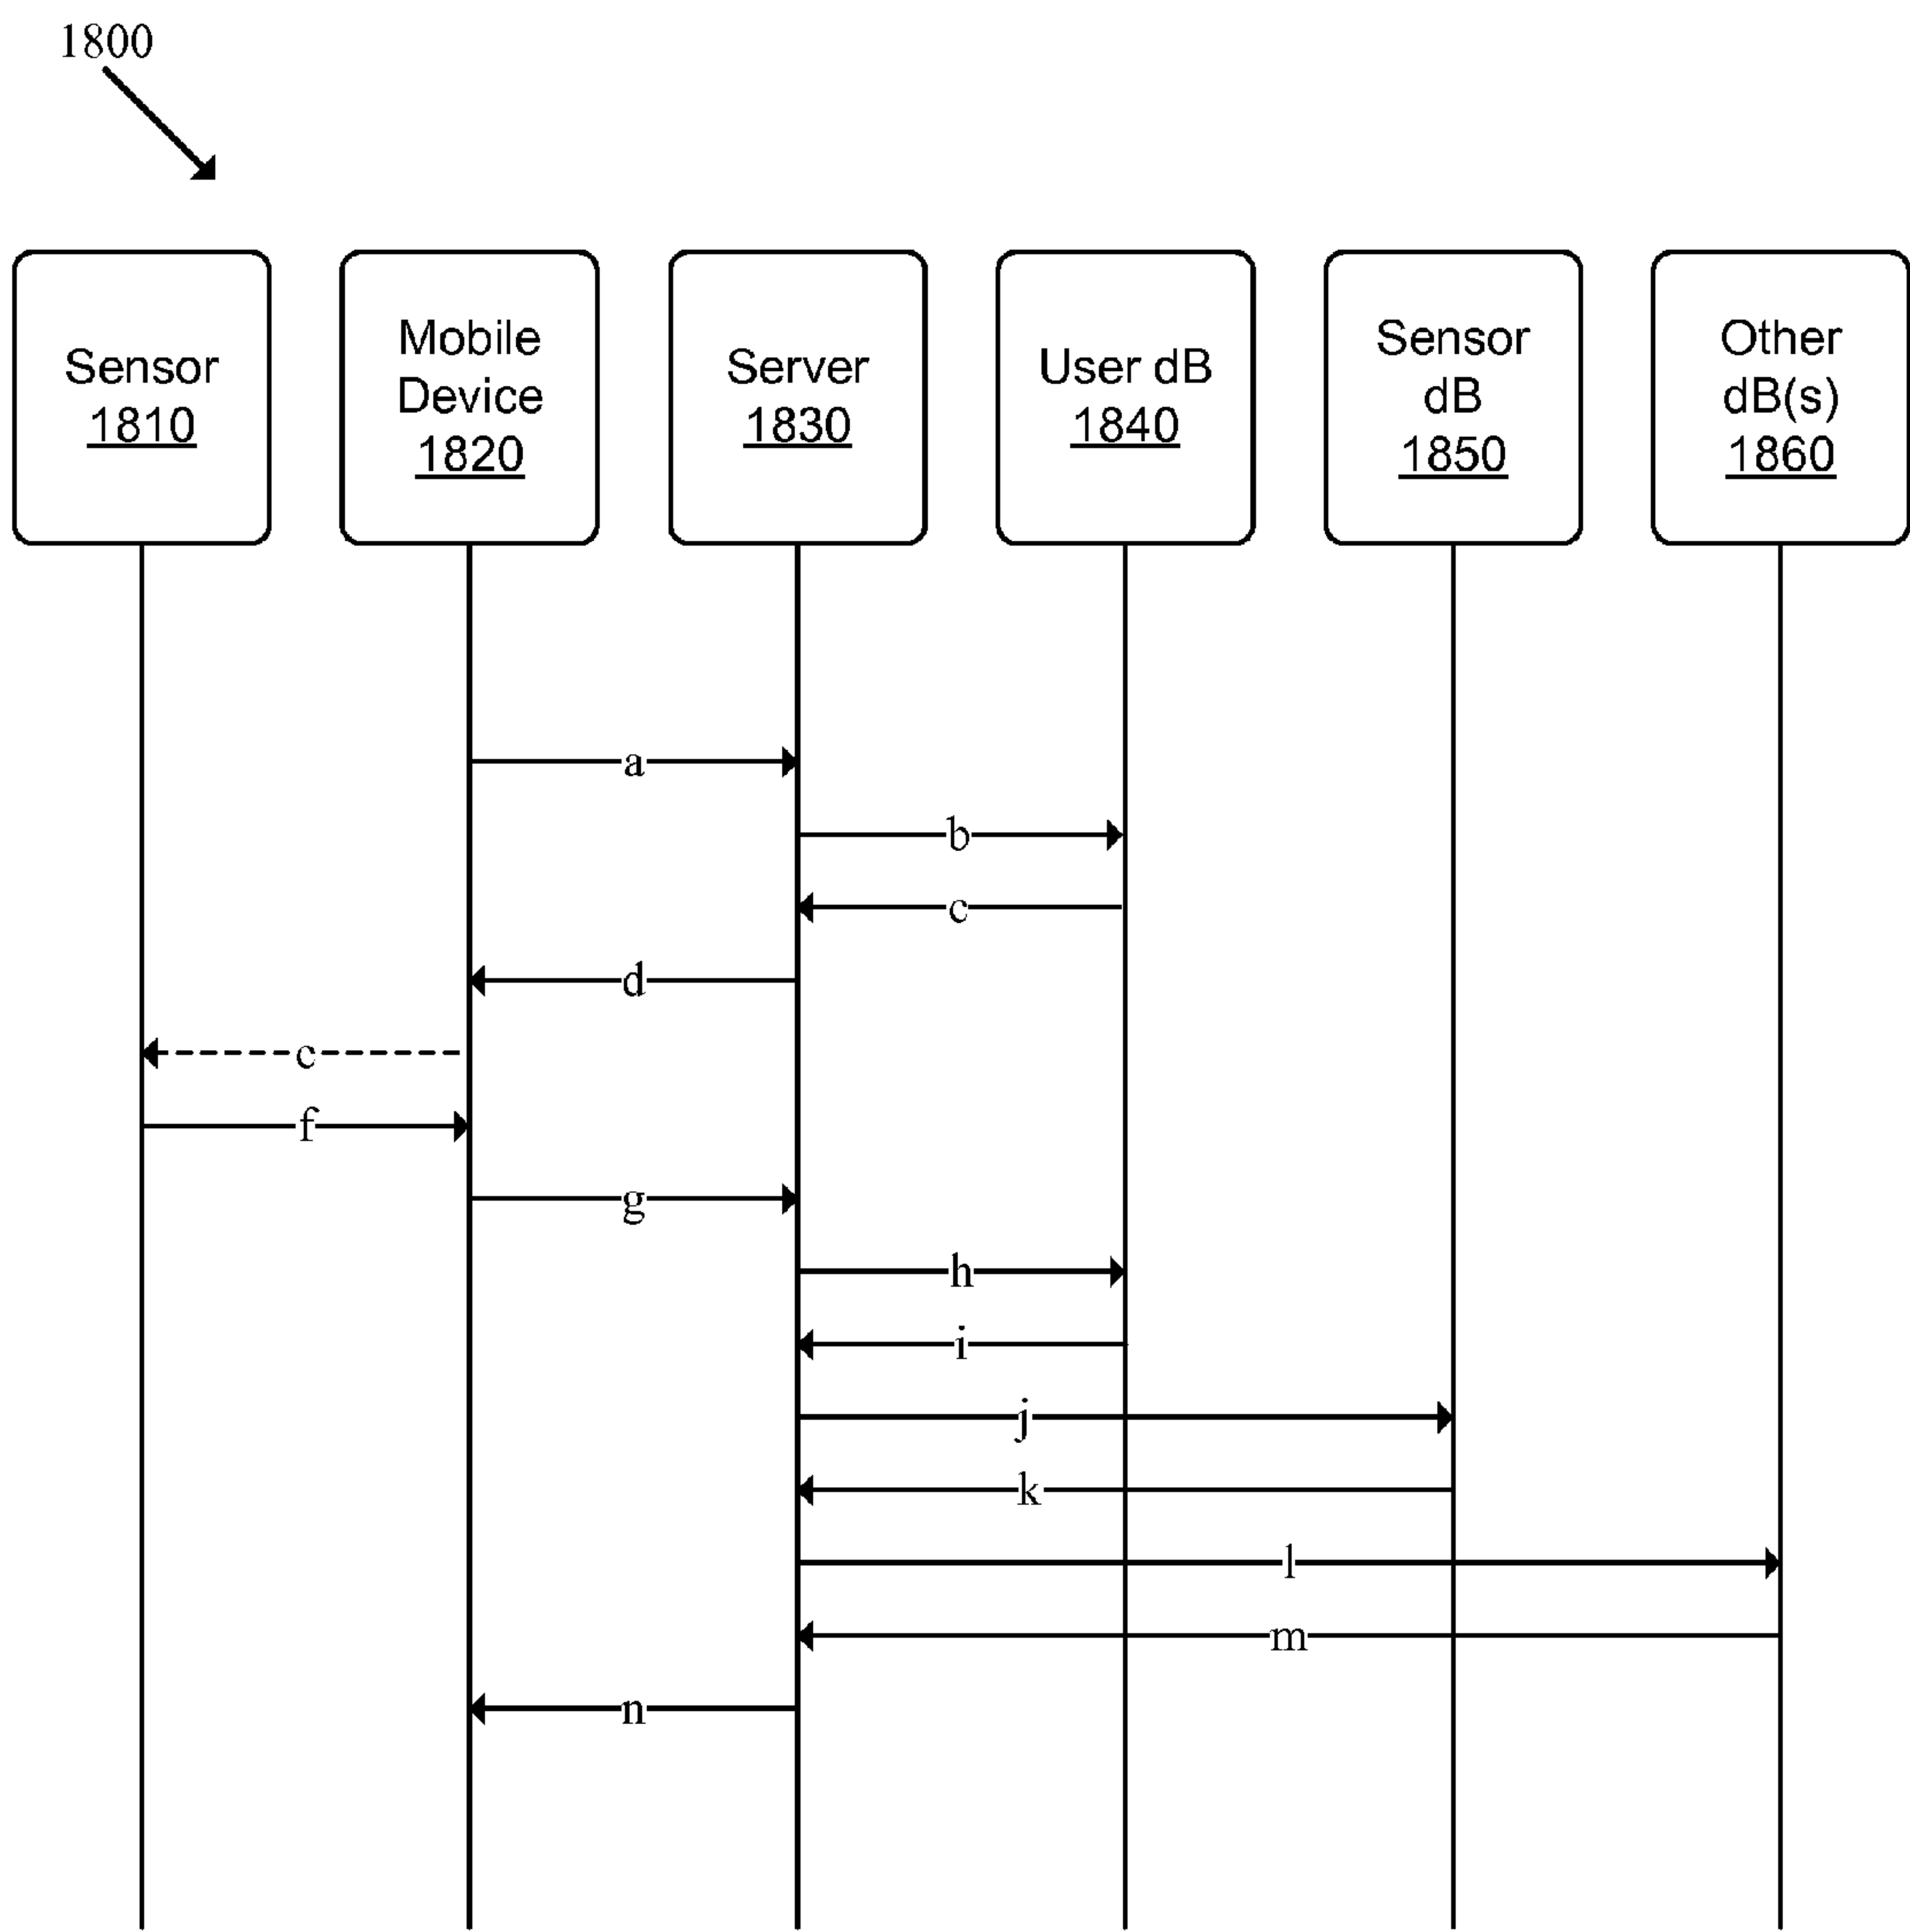 1800
Sensor
1810
Mobile
Device
1820
Server
1830
User dB
1840
Sensor
dB
1850
Other
dB(s)
1860
a
b
c
d
c
f
g
h
i
j
k
l
m
n